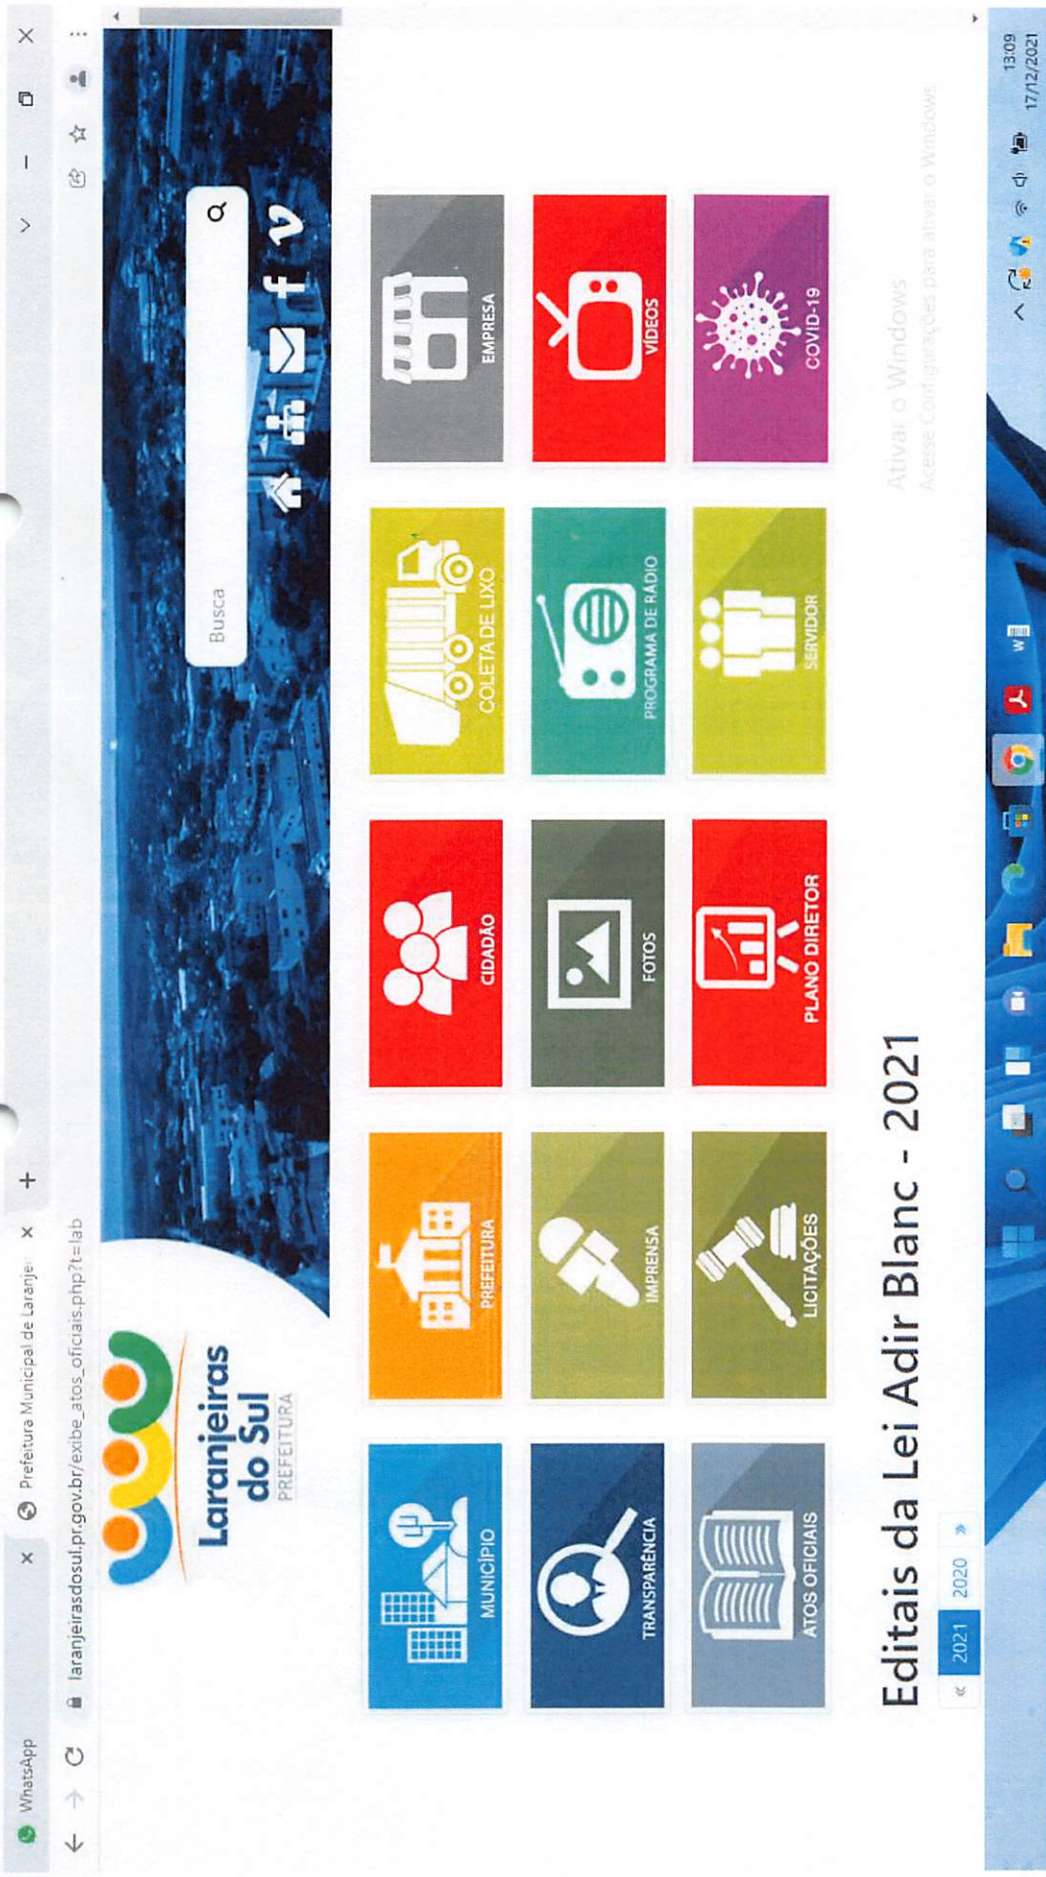 WhatsApp
Prefeitura Municipal de Laranjei
laranjeirasdosul.pr.gov.br/exibe_atos_oficiais.php?t=lab
Laranjeiras
do Sul
PREFEITURA
Busca
MUNICÍPIO
PREFEITURA
CIDADÃO
COLETA DE LIXO
EMPRESA
TRANSPARÊNCIA
IMPRENSA
FOTOS
PROGRAMA DE RÁDIO
VÍDEOS
ATOS OFICIAIS
LICITAÇÕES
PLANO DIRETOR
SERVIDOR
COVID-19
Editais da Lei Adir Blanc - 2021
« 2021 2020 »
Ativar o Windows
Acesse Configurações para ativar o Windows.
13:09
17/12/2021